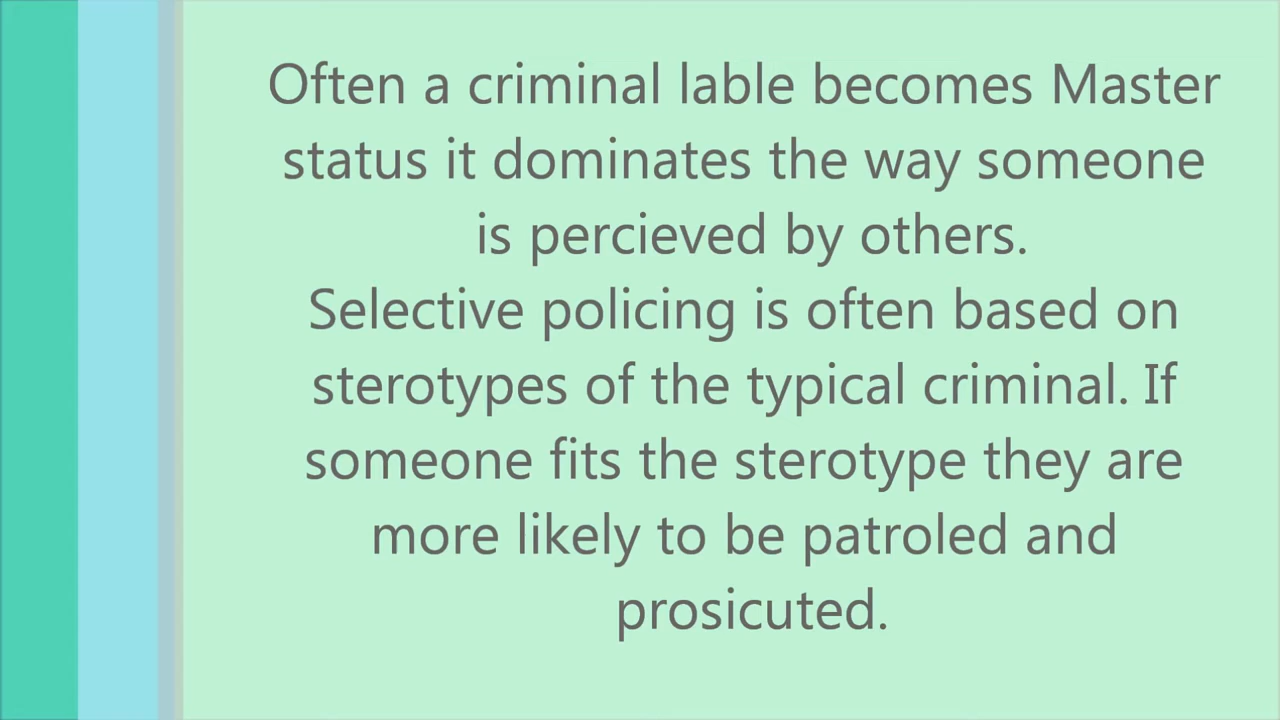 Often a criminal lable becomes Master
status it dominates the way someone
is percieved by others.
Selective policing is often based on
sterotypes of the typical criminal. If
someone fits the sterotype they are
more likely to be patroled and
prosicuted.